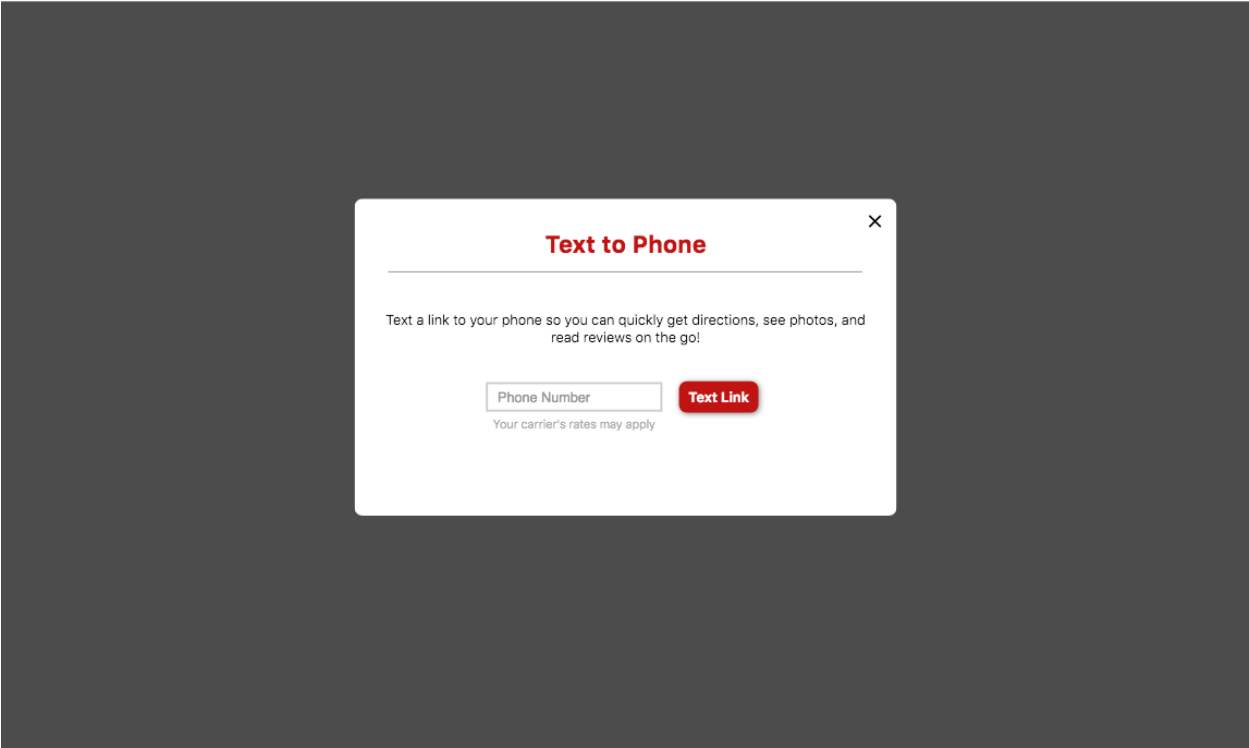 Text to Phone
Text a link to your phone so you can quickly get directions, see photos, and
read reviews on the go!
Phone Number
Text Link
Your carrier's rates may apply